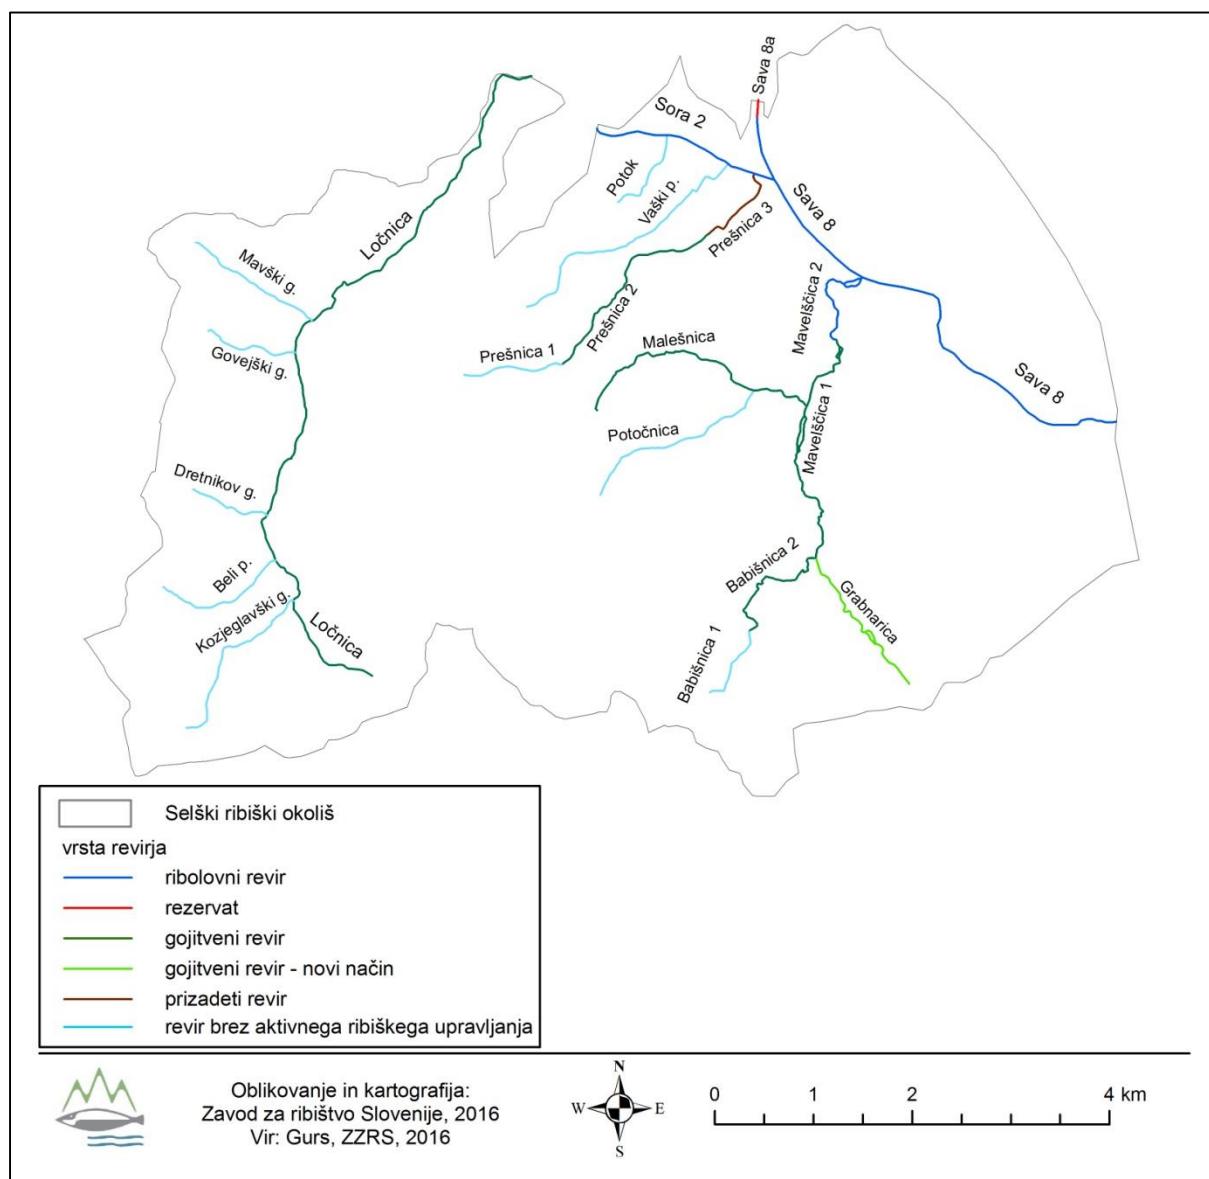 Sava 8a
Sora 2
Potok
Vaški p.
Sava 8
Ločnica
Prešnica 3
Mavški g.
Mavelščica 2
Prešnica 2
Malešnica
Govejški g.
Prešnica 1
Sava 8
Mavelščica 1
Potočnica
Dretnikov g.
Babišnica 2
Beli p.
Grabnarica
Kozjeglavški g.
Ločnica
Babišnica 1
Selški ribiški okoliš
vrsta revirja
ribolovni revir
rezervat
gojitveni revir
gojitveni revir - novi način
prizadeti revir
revir brez aktivnega ribiškega upravljanja
Oblikovanje in kartografija:
Zavod za ribištvo Slovenije, 2016
Vir: Gurs, ZZRS, 2016
N
W E
S
0 1 2 4 km